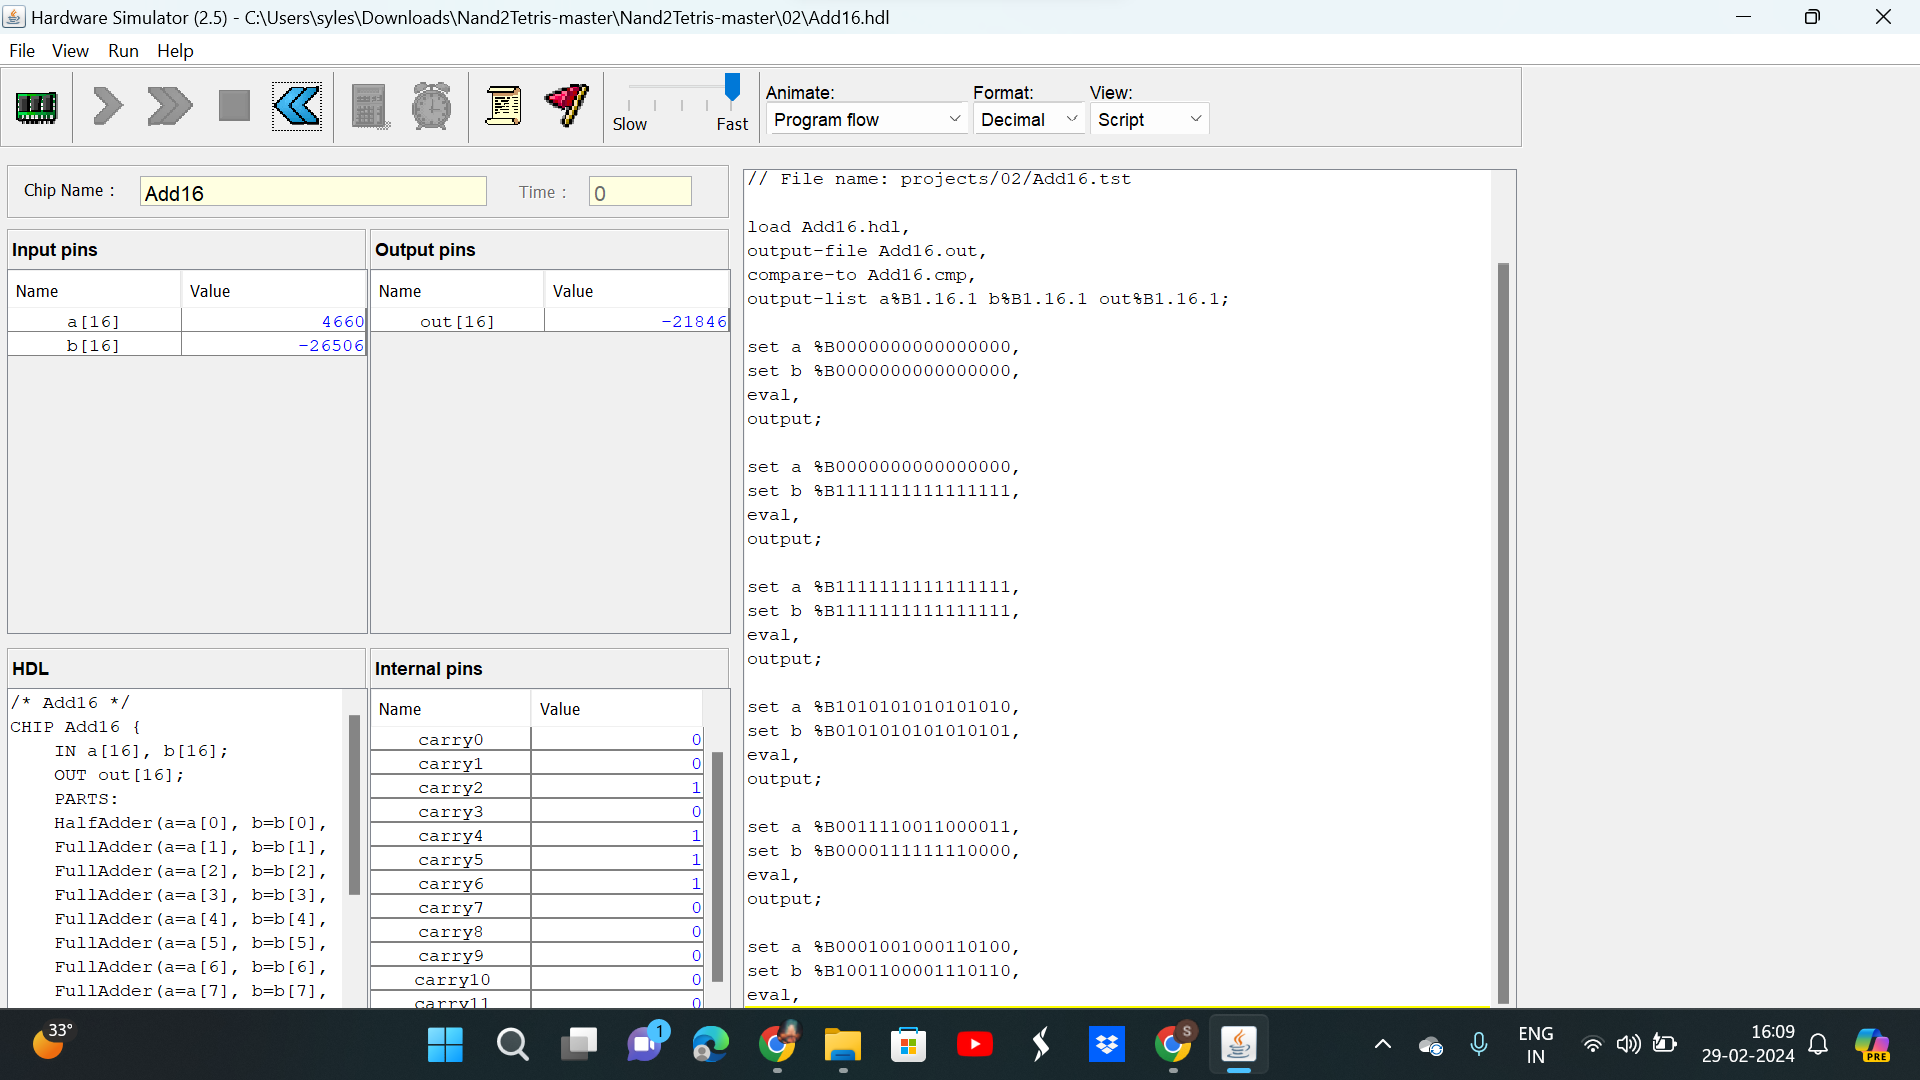 Hardware Simulator (2.5) - C:\Users\syles\Downloads\Nand2Tetris-master\Nand2Tetris-master\02\Add16.hdl
File View Run Help
Slow Fast
Animate: Format: View:
Program flow Decimal Script
Chip Name : Add16 Time : 0
Input pins
Name Value
a[16] 4660
b[16] -26506
Output pins
Name Value
out[16] -21846
HDL
/* Add16 */
CHIP Add16 {
IN a[16], b[16];
OUT out[16];
PARTS:
HalfAdder(a=a[0], b=b[0],
FullAdder(a=a[1], b=b[1],
FullAdder(a=a[2], b=b[2],
FullAdder(a=a[3], b=b[3],
FullAdder(a=a[4], b=b[4],
FullAdder(a=a[5], b=b[5],
FullAdder(a=a[6], b=b[6],
FullAdder(a=a[7], b=b[7],
Internal pins
Name Value
carry0 0
carry1 0
carry2 1
carry3 0
carry4 1
carry5 1
carry6 1
carry7 0
carry8 0
carry9 0
carry10 0
carry11 0
// File name: projects/02/Add16.tst
load Add16.hdl,
output-file Add16.out,
compare-to Add16.cmp,
output-list a%B1.16.1 b%B1.16.1 out%B1.16.1;
set a %B0000000000000000,
set b %B0000000000000000,
eval,
output;
set a %B0000000000000000,
set b %B1111111111111111,
eval,
output;
set a %B1111111111111111,
set b %B1111111111111111,
eval,
output;
set a %B1010101010101010,
set b %B0101010101010101,
eval,
output;
set a %B0011110011000011,
set b %B0000111111110000,
eval,
output;
set a %B0001001000110100,
set b %B1001100001110110,
eval,
33°
1
S
ENG
IN
16:09
29-02-2024
PRE